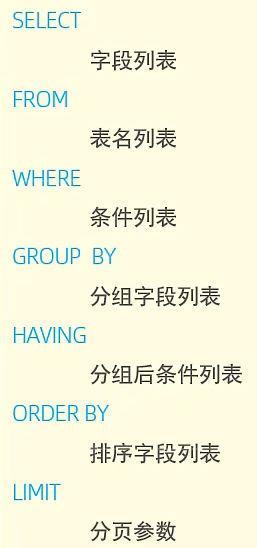 SELECT
字段列表
FROM
表名列表
WHERE
条件列表
GROUP BY
分组字段列表
HAVING
分组后条件列表
ORDER BY
排序字段列表
LIMIT
分页参数